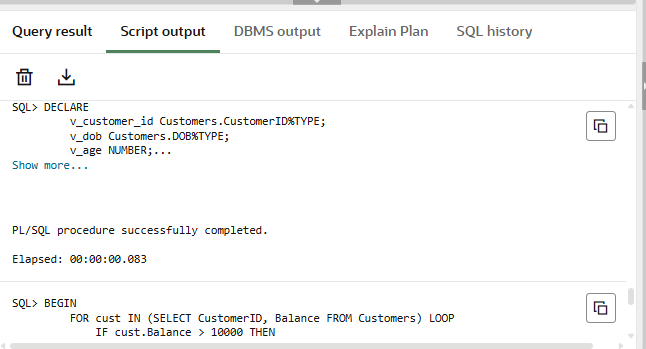 Query result Script output DBMS output Explain Plan SQL history
SQL> DECLARE
v_customer_id Customers.CustomerID%TYPE;
v_dob Customers.DOB%TYPE;
v_age NUMBER;...
Show more...
PL/SQL procedure successfully completed.
Elapsed: 00:00:00.083
SQL> BEGIN
FOR cust IN (SELECT CustomerID, Balance FROM Customers) LOOP
IF cust.Balance > 10000 THEN